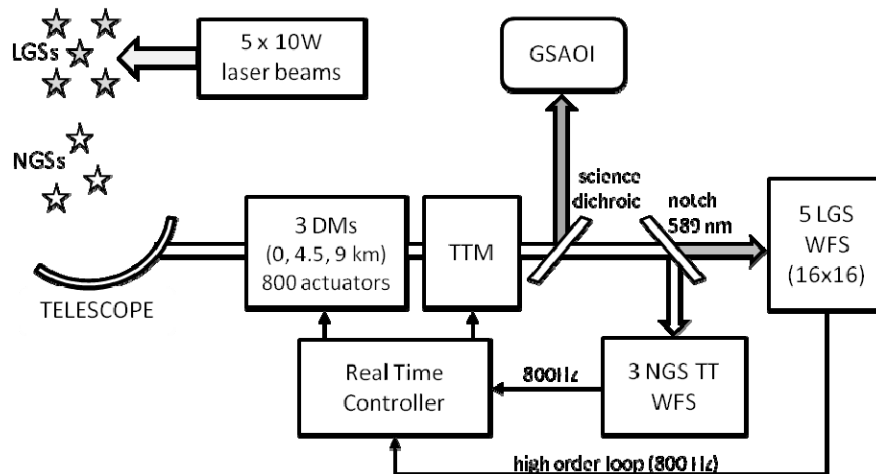 LGSs
5 x 10W
laser beams
GSAOI
NGSs
science
dichroic
notch
589 nm
3 DMs
(0, 4.5, 9 km)
800 actuators
TTM
5 LGS
WFS
(16x16)
TELESCOPE
Real Time
Controller
800Hz
3 NGS TT
WFS
high order loop (800 Hz)